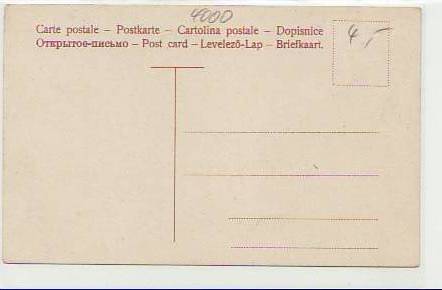 4000
Carte postale – Postkarte – Cartolina postale – Dopisnice
Открытое-письмо – Post card – Levelező-Lap – Briefkaart.
4,-